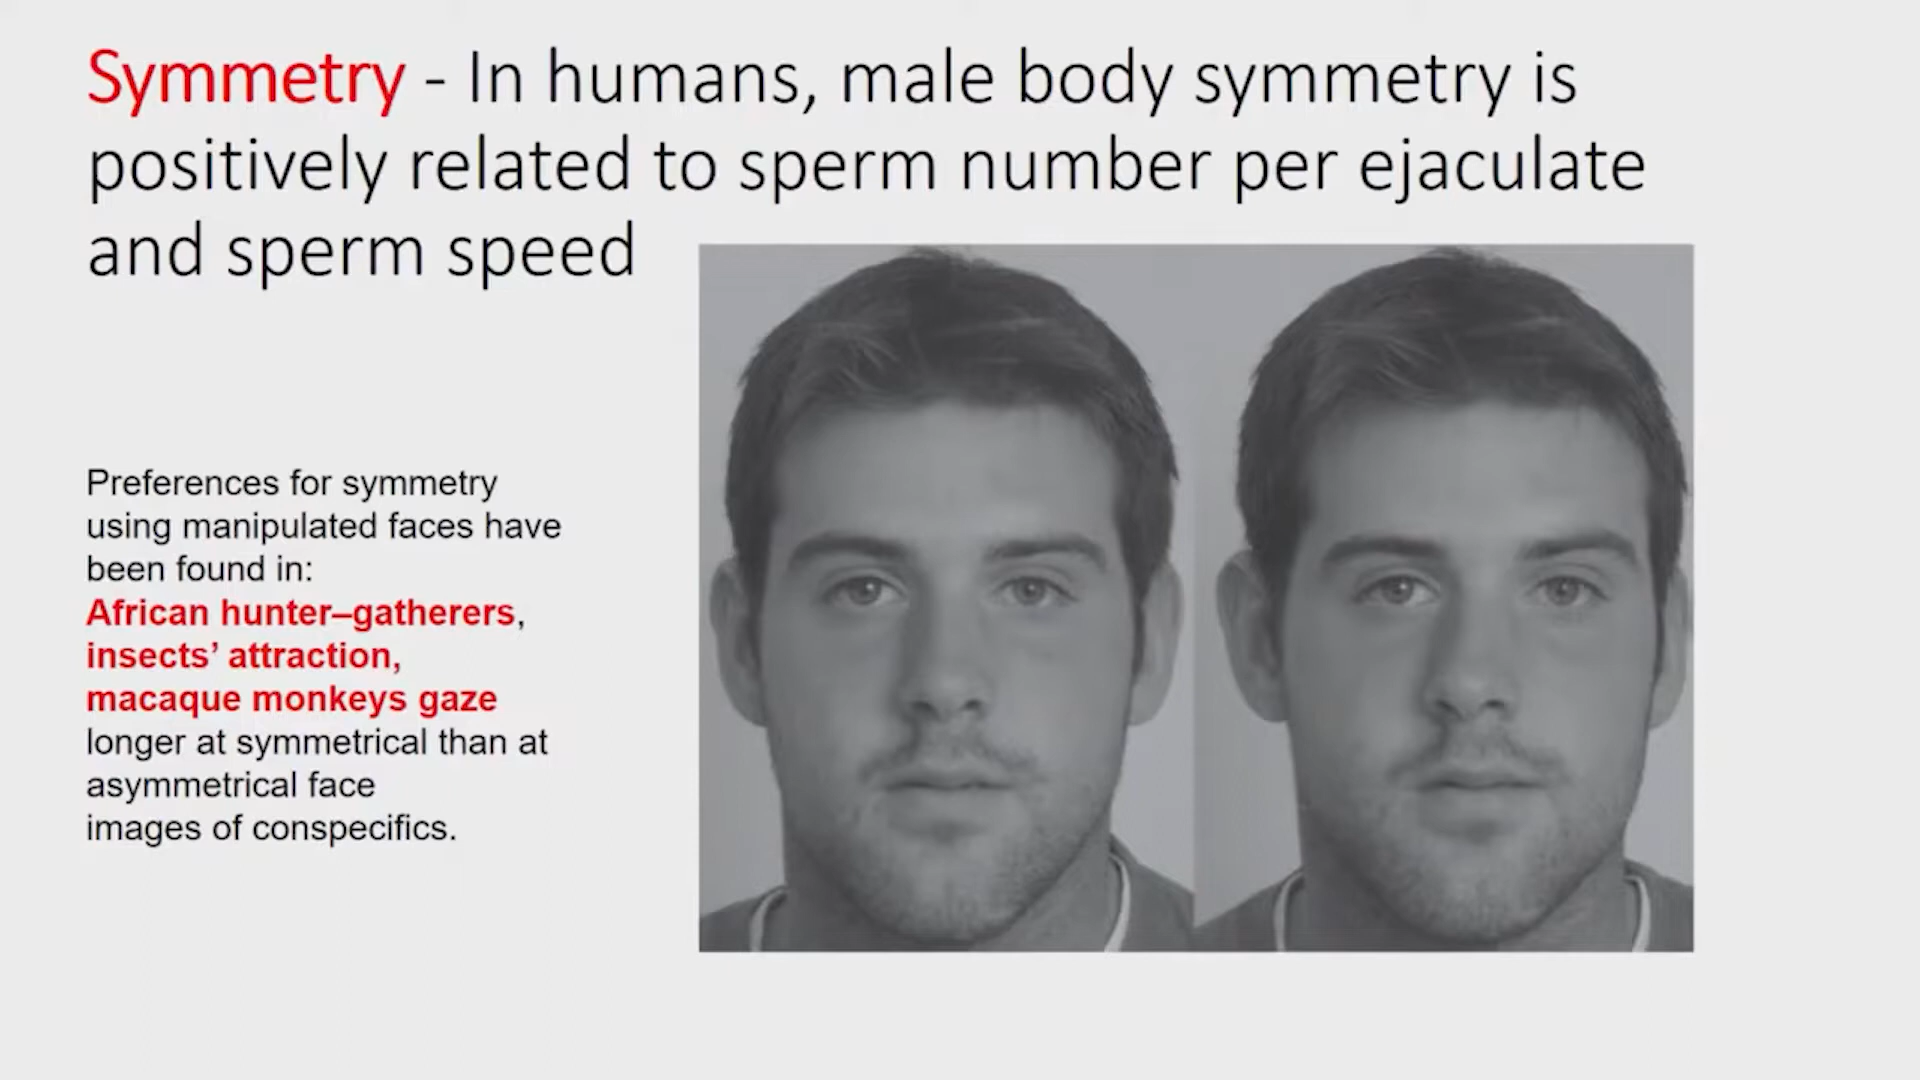 Symmetry - In humans, male body symmetry is
positively related to sperm number per ejaculate
and sperm speed
Preferences for symmetry
using manipulated faces have
been found in:
African hunter–gatherers,
insects’ attraction,
macaque monkeys gaze
longer at symmetrical than at
asymmetrical face
images of conspecifics.